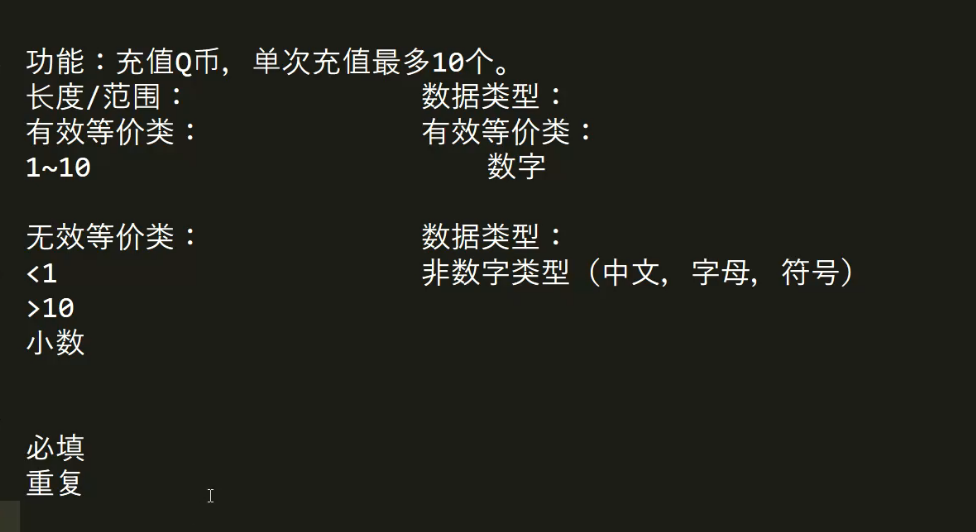 功能：充值Q币，单次充值最多10个。
长度/范围： 数据类型：
有效等价类： 有效等价类：
1~10 数字
无效等价类： 数据类型：
<1 非数字类型（中文，字母，符号）
>10
小数
必填
重复